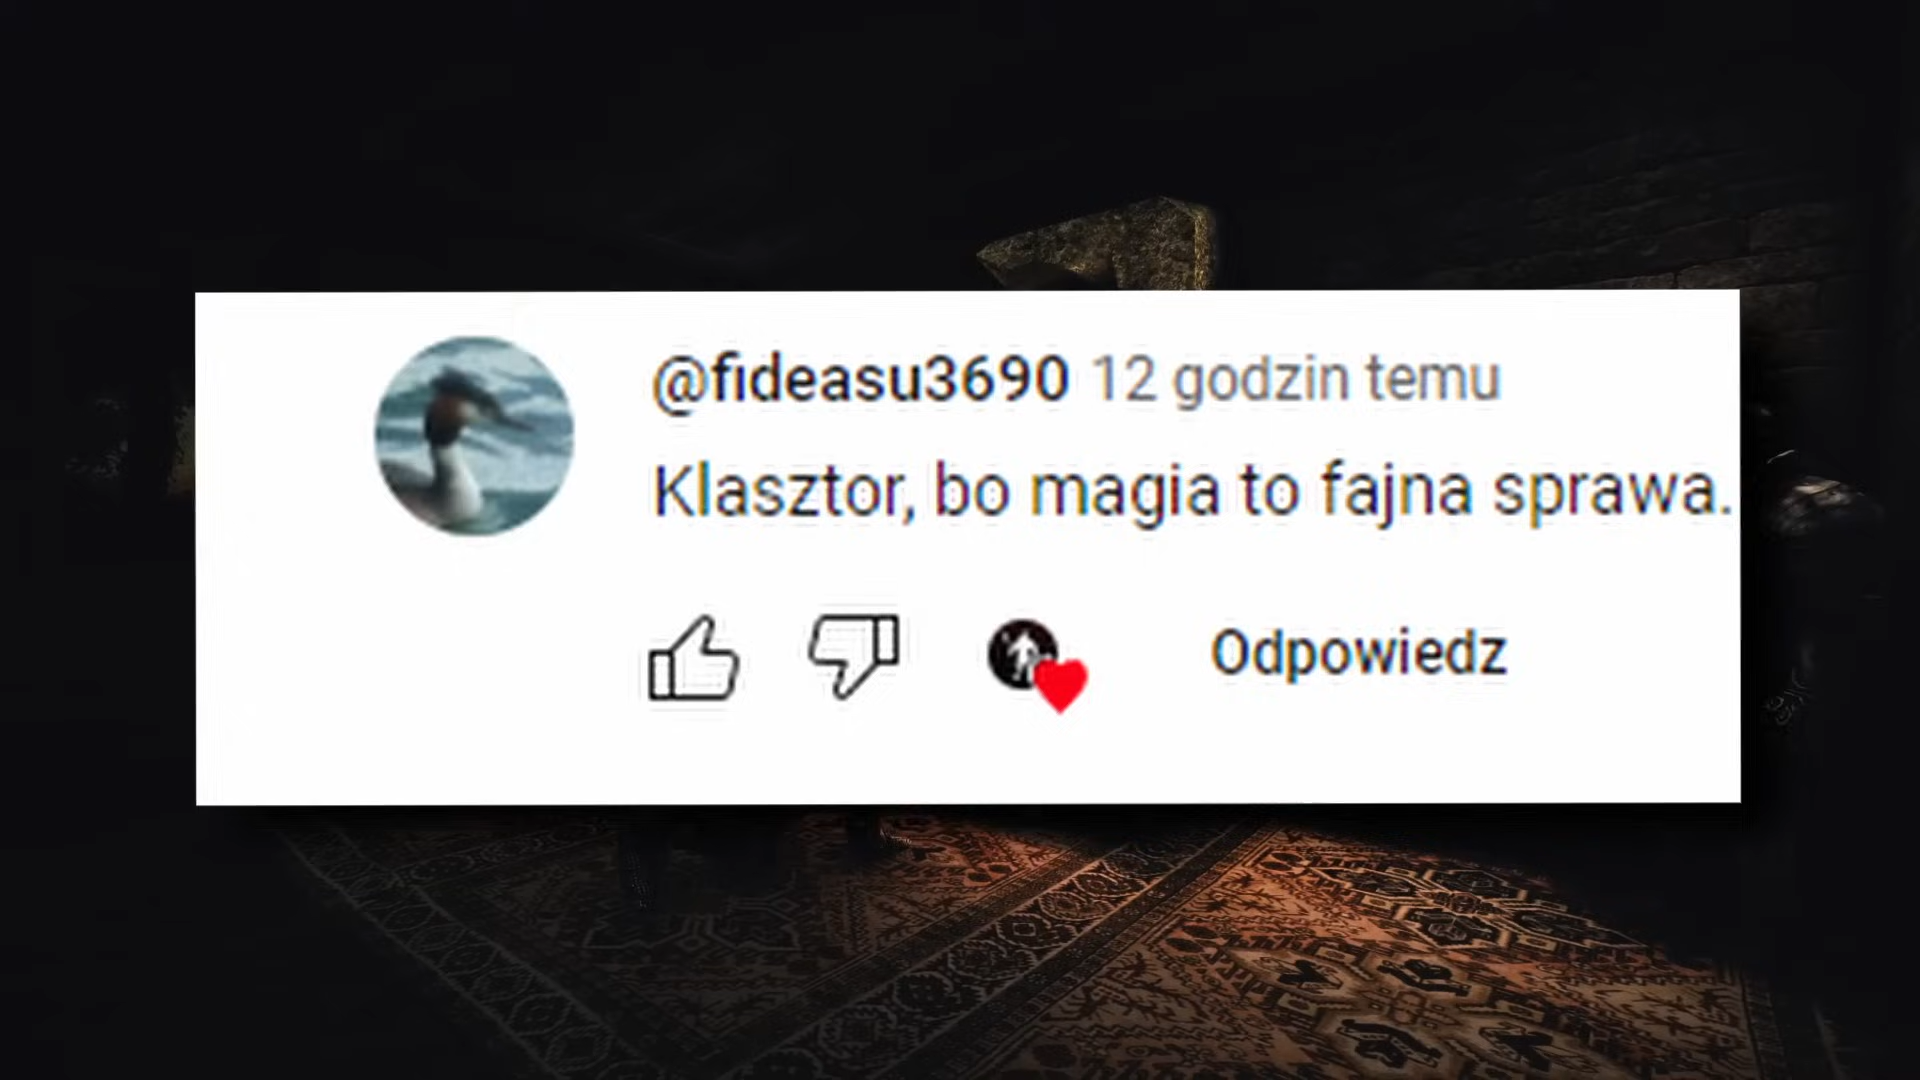 @fideasu3690 12 godzin temu
Klasztor, bo magia to fajna sprawa.
Odpowiedz